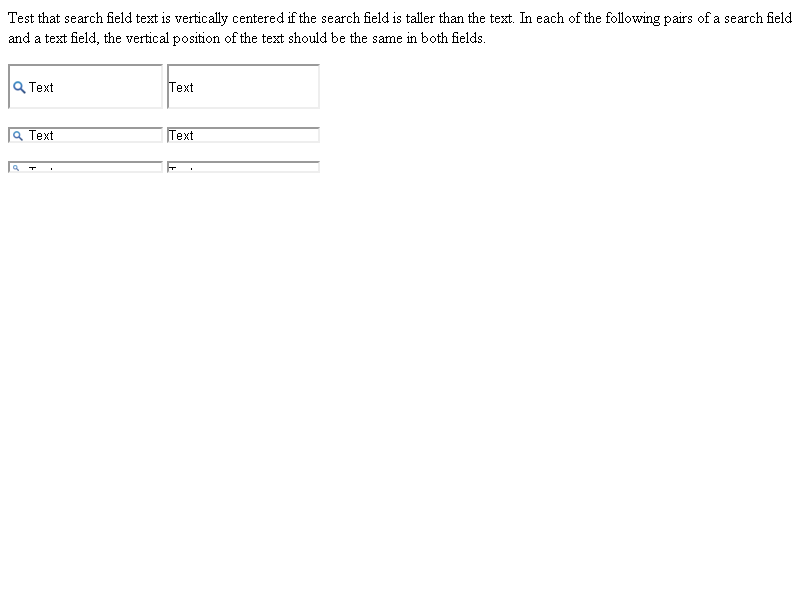 Test that search field text is vertically centered if the search field is taller than the text. In each of the following pairs of a search field
and a text field, the vertical position of the text should be the same in both fields.
Text Text
Text Text